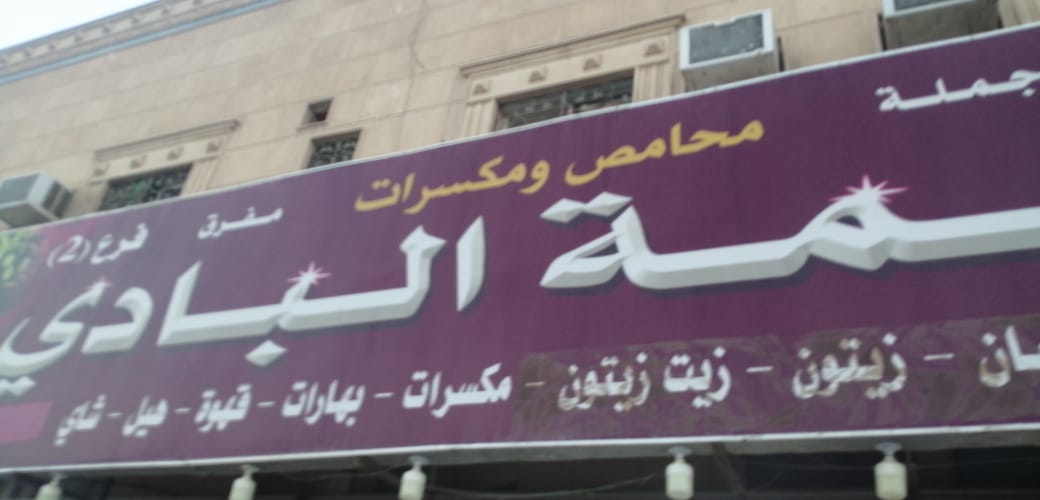 جملة
محامص ومكسرات
مفرق
فرع (2)
البادي
زيتون - زيت زيتون - مكسرات - بهارات - قهوة - هيل - شاي